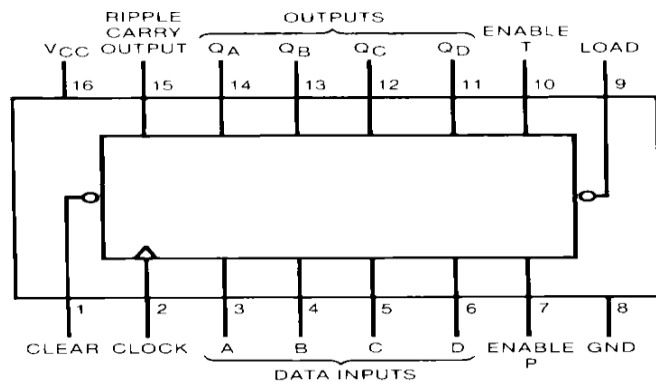 RIPPLE CARRY OUTPUT
OUTPUTS
ENABLE T
VCC
QA QB QC QD
LOAD
16 15 14 13 12 11 10 9
1 2 3 4 5 6 7 8
CLEAR CLOCK A B C D ENABLE P GND
DATA INPUTS